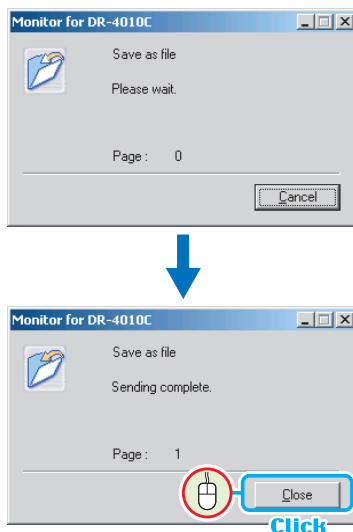 Monitor for DR-4010C
Save as file
Please wait.
Page : 0
Cancel
Monitor for DR-4010C
Save as file
Sending complete.
Page : 1
Close
Click